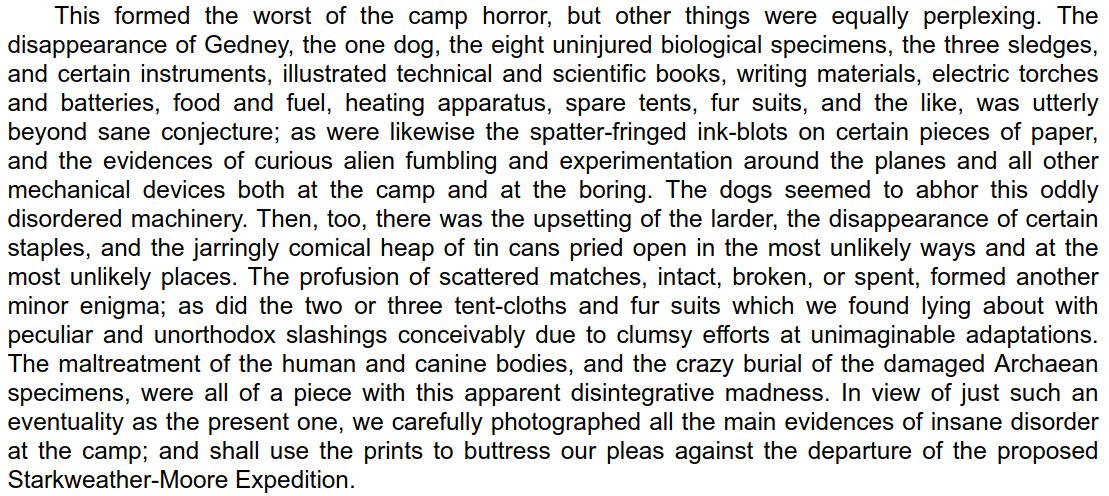 This formed the worst of the camp horror, but other things were equally perplexing. The
disappearance of Gedney, the one dog, the eight uninjured biological specimens, the three sledges,
and certain instruments, illustrated technical and scientific books, writing materials, electric torches
and batteries, food and fuel, heating apparatus, spare tents, fur suits, and the like, was utterly
beyond sane conjecture; as were likewise the spatter-fringed ink-blots on certain pieces of paper,
and the evidences of curious alien fumbling and experimentation around the planes and all other
mechanical devices both at the camp and at the boring. The dogs seemed to abhor this oddly
disordered machinery. Then, too, there was the upsetting of the larder, the disappearance of certain
staples, and the jarringly comical heap of tin cans pried open in the most unlikely ways and at the
most unlikely places. The profusion of scattered matches, intact, broken, or spent, formed another
minor enigma; as did the two or three tent-cloths and fur suits which we found lying about with
peculiar and unorthodox slashings conceivably due to clumsy efforts at unimaginable adaptations.
The maltreatment of the human and canine bodies, and the crazy burial of the damaged Archaean
specimens, were all of a piece with this apparent disintegrative madness. In view of just such an
eventuality as the present one, we carefully photographed all the main evidences of insane disorder
at the camp; and shall use the prints to buttress our pleas against the departure of the proposed
Starkweather-Moore Expedition.